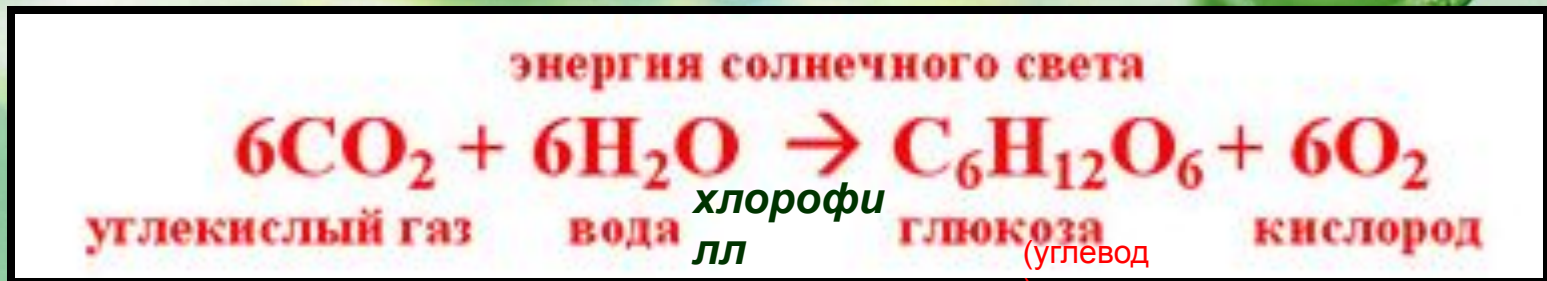 энергия солнечного света
6CO₂ + 6H₂O → C₆H₁₂O₆ + 6O₂
углекислый газ вода хлорофи глюкоза кислород
лл (углевод